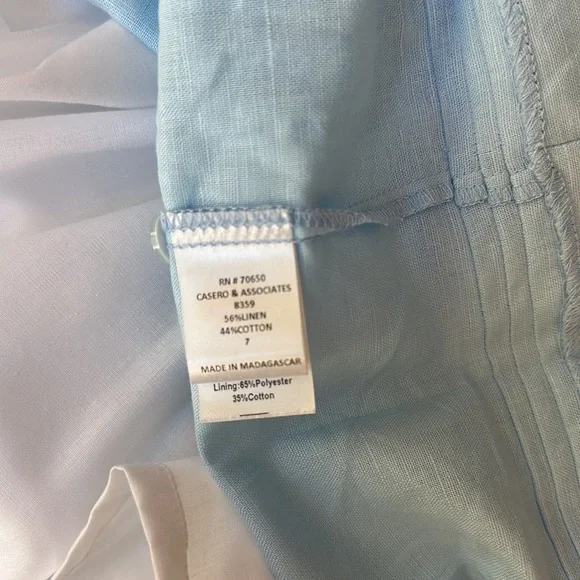 RN # 70650
CASERO & ASSOCIATES
8359
56%LINEN
44%COTTON
7
MADE IN MADAGASCAR
Lining:65%Polyester
35%Cotton